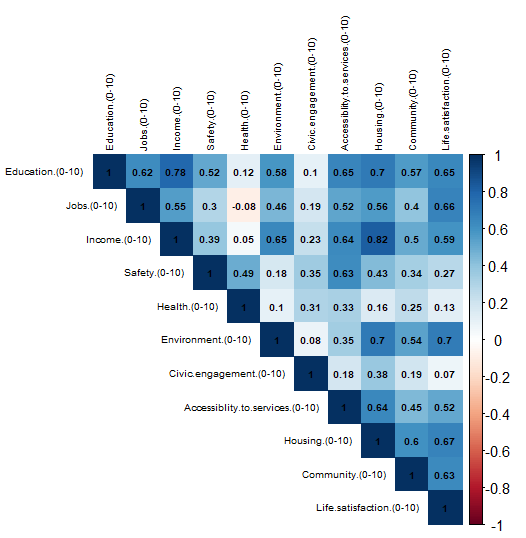 Education.(0-10)
Jobs.(0-10)
Income.(0-10)
Safety.(0-10)
Health.(0-10)
Environment.(0-10)
Civic.engagement.(0-10)
Accessiblity.to.services.(0-10)
Housing.(0-10)
Community.(0-10)
Life.satisfaction.(0-10)
Education.(0-10) 1 0.62 0.78 0.52 0.12 0.58 0.1 0.65 0.7 0.57 0.65
Jobs.(0-10) 1 0.55 0.3 -0.08 0.46 0.19 0.52 0.56 0.4 0.66
Income.(0-10) 1 0.39 0.05 0.65 0.23 0.64 0.82 0.5 0.59
Safety.(0-10) 1 0.49 0.18 0.35 0.63 0.43 0.34 0.27
Health.(0-10) 1 0.1 0.31 0.33 0.16 0.25 0.13
Environment.(0-10) 1 0.08 0.35 0.7 0.54 0.7
Civic.engagement.(0-10) 1 0.18 0.38 0.19 0.07
Accessiblity.to.services.(0-10) 1 0.64 0.45 0.52
Housing.(0-10) 1 0.6 0.67
Community.(0-10) 1 0.63
Life.satisfaction.(0-10) 1
1
0.8
0.6
0.4
0.2
0
-0.2
-0.4
-0.6
-0.8
-1